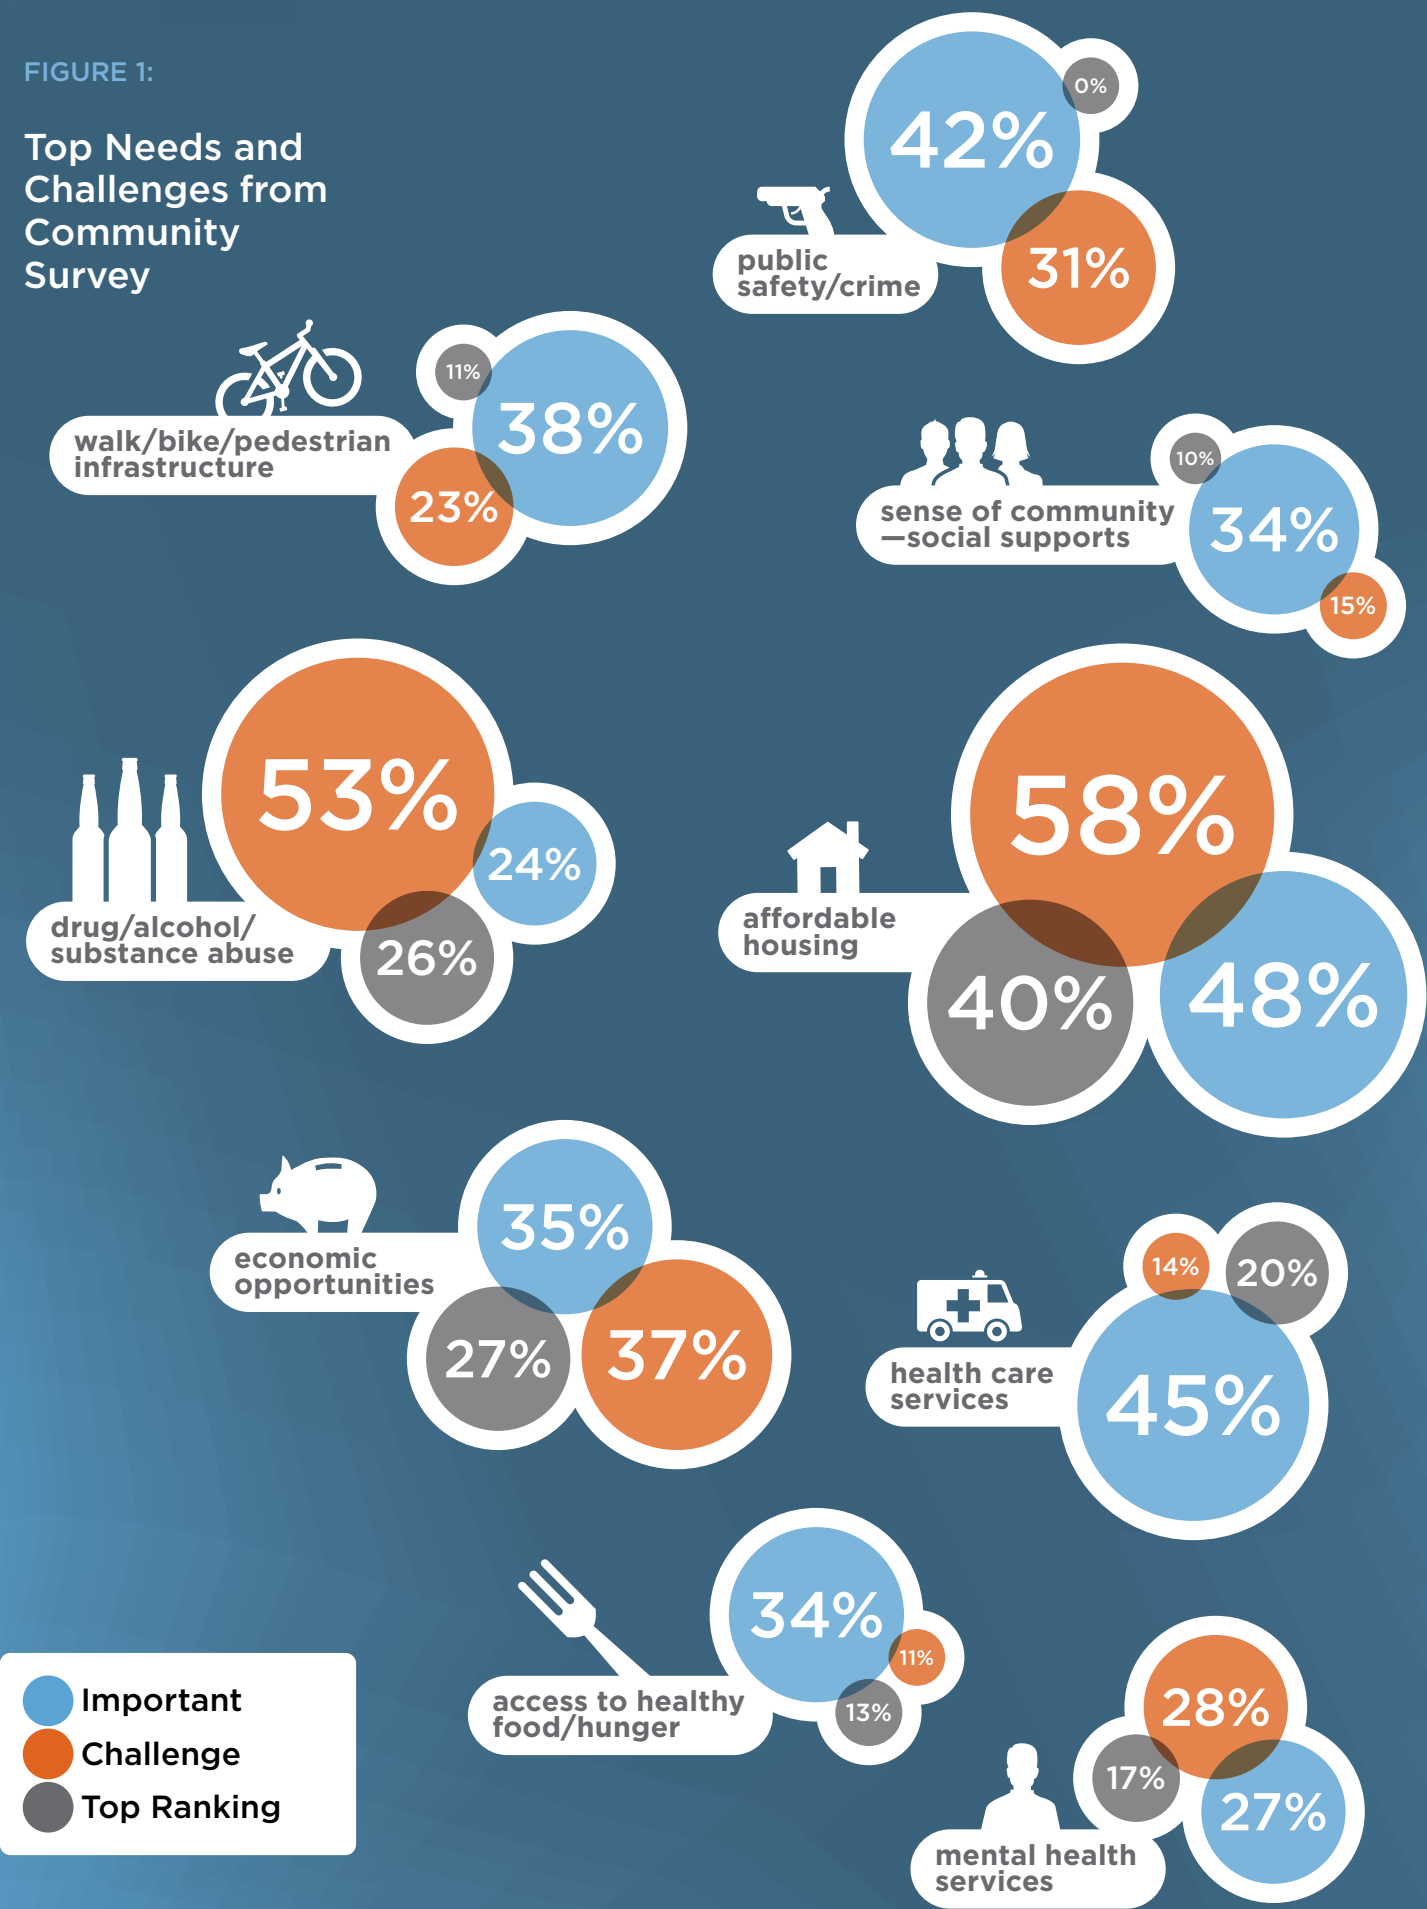 FIGURE 1:
Top Needs and
Challenges from
Community
Survey
42%
0%
31%
public
safety/crime
11%
38%
23%
walk/bike/pedestrian
infrastructure
10%
34%
15%
sense of community
—social supports
53%
24%
26%
drug/alcohol/
substance abuse
58%
40%
48%
affordable
housing
35%
27%
37%
economic
opportunities
14%
20%
45%
health care
services
34%
11%
13%
access to healthy
food/hunger
28%
17%
27%
mental health
services
Important
Challenge
Top Ranking